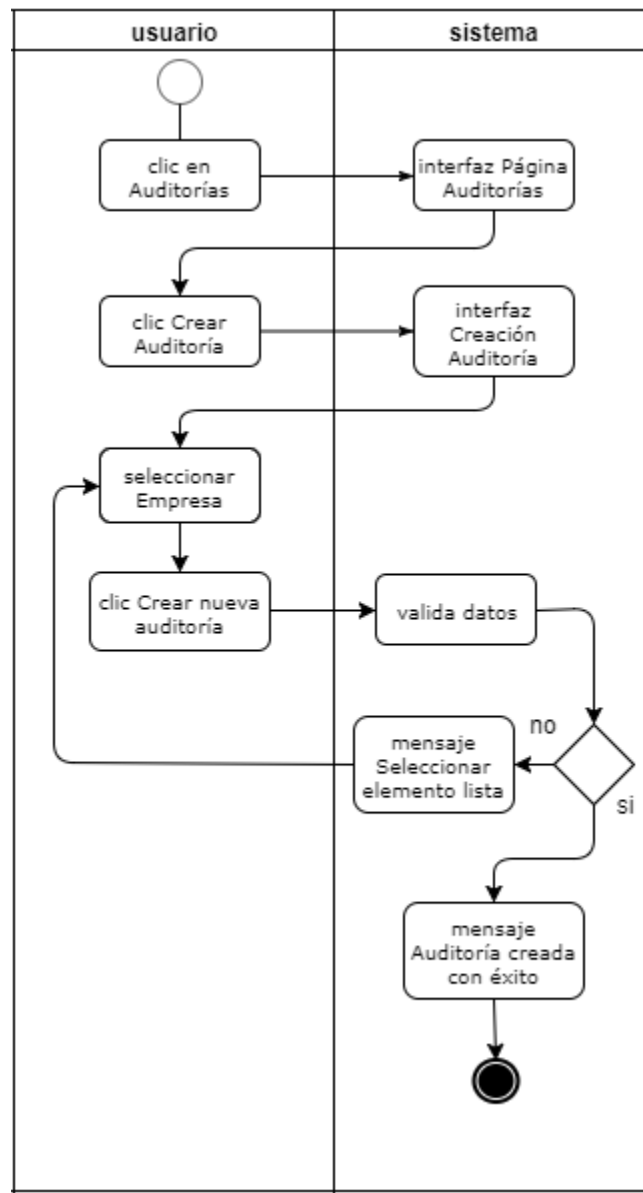 usuario
sistema
clic en
Auditorías
interfaz Página
Auditorías
clic Crear
Auditoría
interfaz
Creación
Auditoría
seleccionar
Empresa
clic Crear nueva
auditoría
valida datos
no
mensaje
Seleccionar
elemento lista
si
mensaje
Auditoría creada
con éxito